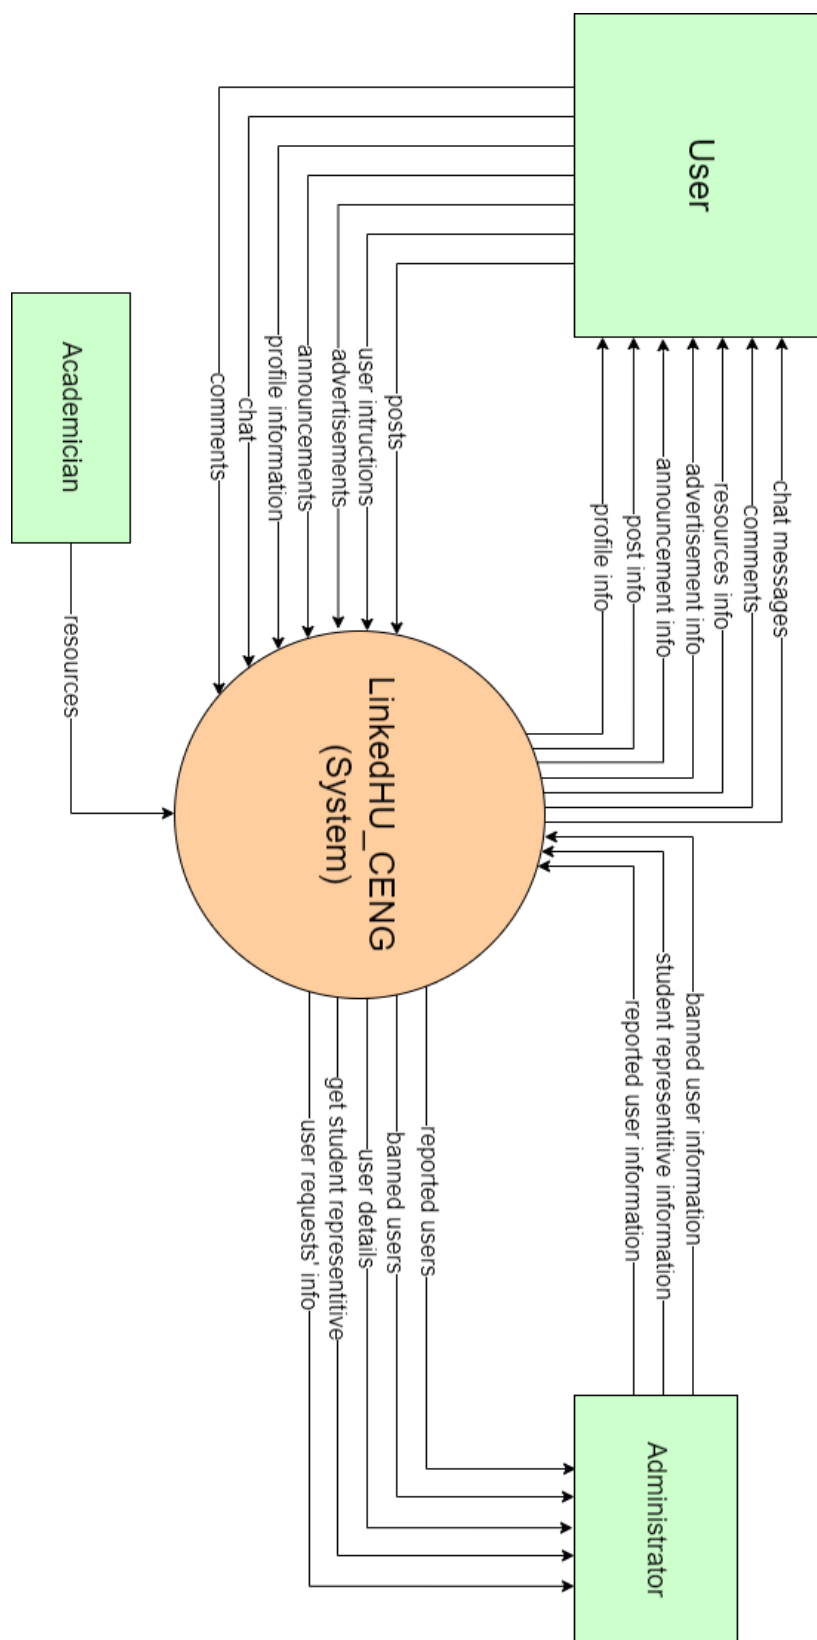 User
chat messages
comments
resources info
advertisement info
announcement info
post info
profile info
banned user information
student representitive information
reported user information
Administrator
posts
user intructions
advertisements
announcements
profile information
chat
comments
LinkedHU_CENG
(System)
reported users
banned users
user details
get student representitive
user requests' info
Academician
resources